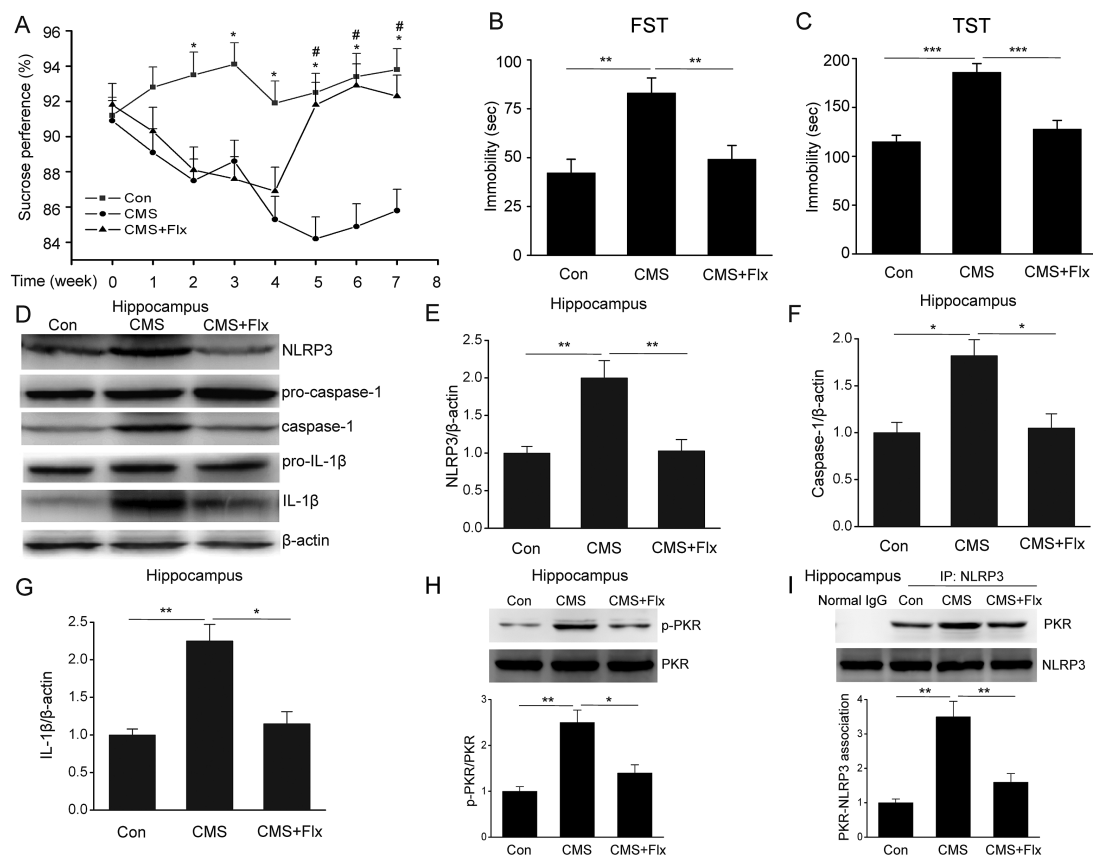 A
Sucrose perference (%)
96
94
92
90
88
86
84
* * * # * # * # *
Con
CMS
CMS+Flx
Time (week) 0 1 2 3 4 5 6 7 8
B
FST
Immobility (sec)
100
75
50
25
0
** **
Con CMS CMS+Flx
C
TST
Immobility (sec)
200
150
100
50
0
*** ***
Con CMS CMS+Flx
D
Hippocampus
Con CMS CMS+Flx
NLRP3
pro-caspase-1
caspase-1
pro-IL-1β
IL-1β
β-actin
E
Hippocampus
NLRP3/β-actin
2.5
2.0
1.5
1.0
0.5
0.0
** **
Con CMS CMS+Flx
F
Hippocampus
Caspase-1/β-actin
2.0
1.5
1.0
0.5
0.0
* *
Con CMS CMS+Flx
G
Hippocampus
IL-1β/β-actin
2.5
2.0
1.5
1.0
0.5
0.0
** *
Con CMS CMS+Flx
H
Hippocampus
Con CMS CMS+Flx
p-PKR
PKR
p-PKR/PKR
3
2
1
0
** *
Con CMS CMS+Flx
I
Hippocampus IP: NLRP3
Normal IgG Con CMS CMS+Flx
PKR
NLRP3
PKR-NLRP3 association
4
3
2
1
0
** **
Con CMS CMS+Flx